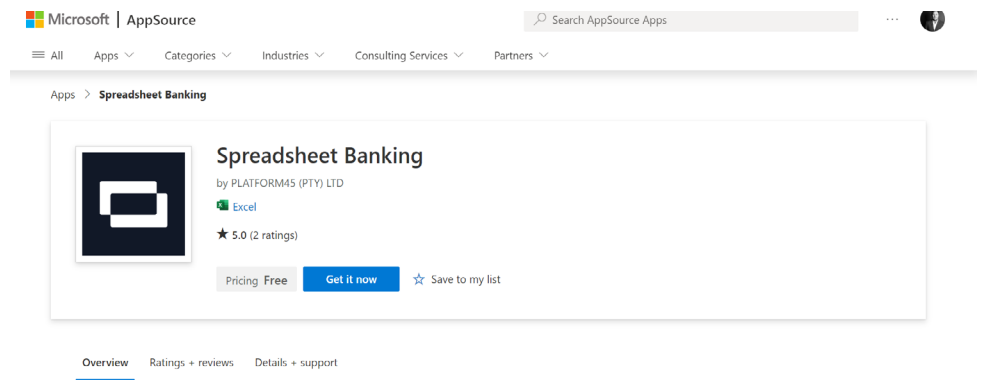 Microsoft | AppSource
Search AppSource Apps
...
All Apps Categories Industries Consulting Services Partners
Apps > Spreadsheet Banking
Spreadsheet Banking
by PLATFORM45 (PTY) LTD
Excel
★ 5.0 (2 ratings)
Pricing Free Get it now ☆ Save to my list
Overview Ratings + reviews Details + support